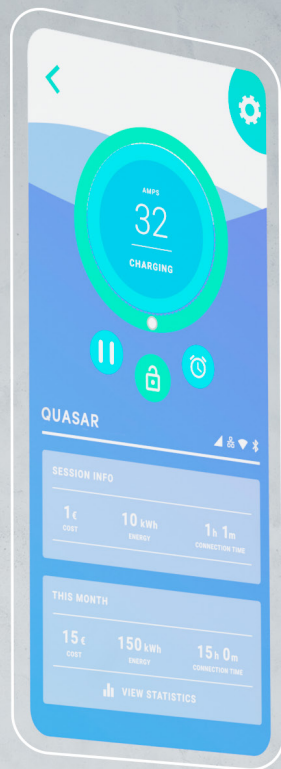 AMPS
32
CHARGING
QUASAR
SESSION INFO
1€ 10 kWh 1h 1m
COST ENERGY CONNECTION TIME
THIS MONTH
15€ 150 kWh 15h 0m
COST ENERGY CONNECTION TIME
VIEW STATISTICS